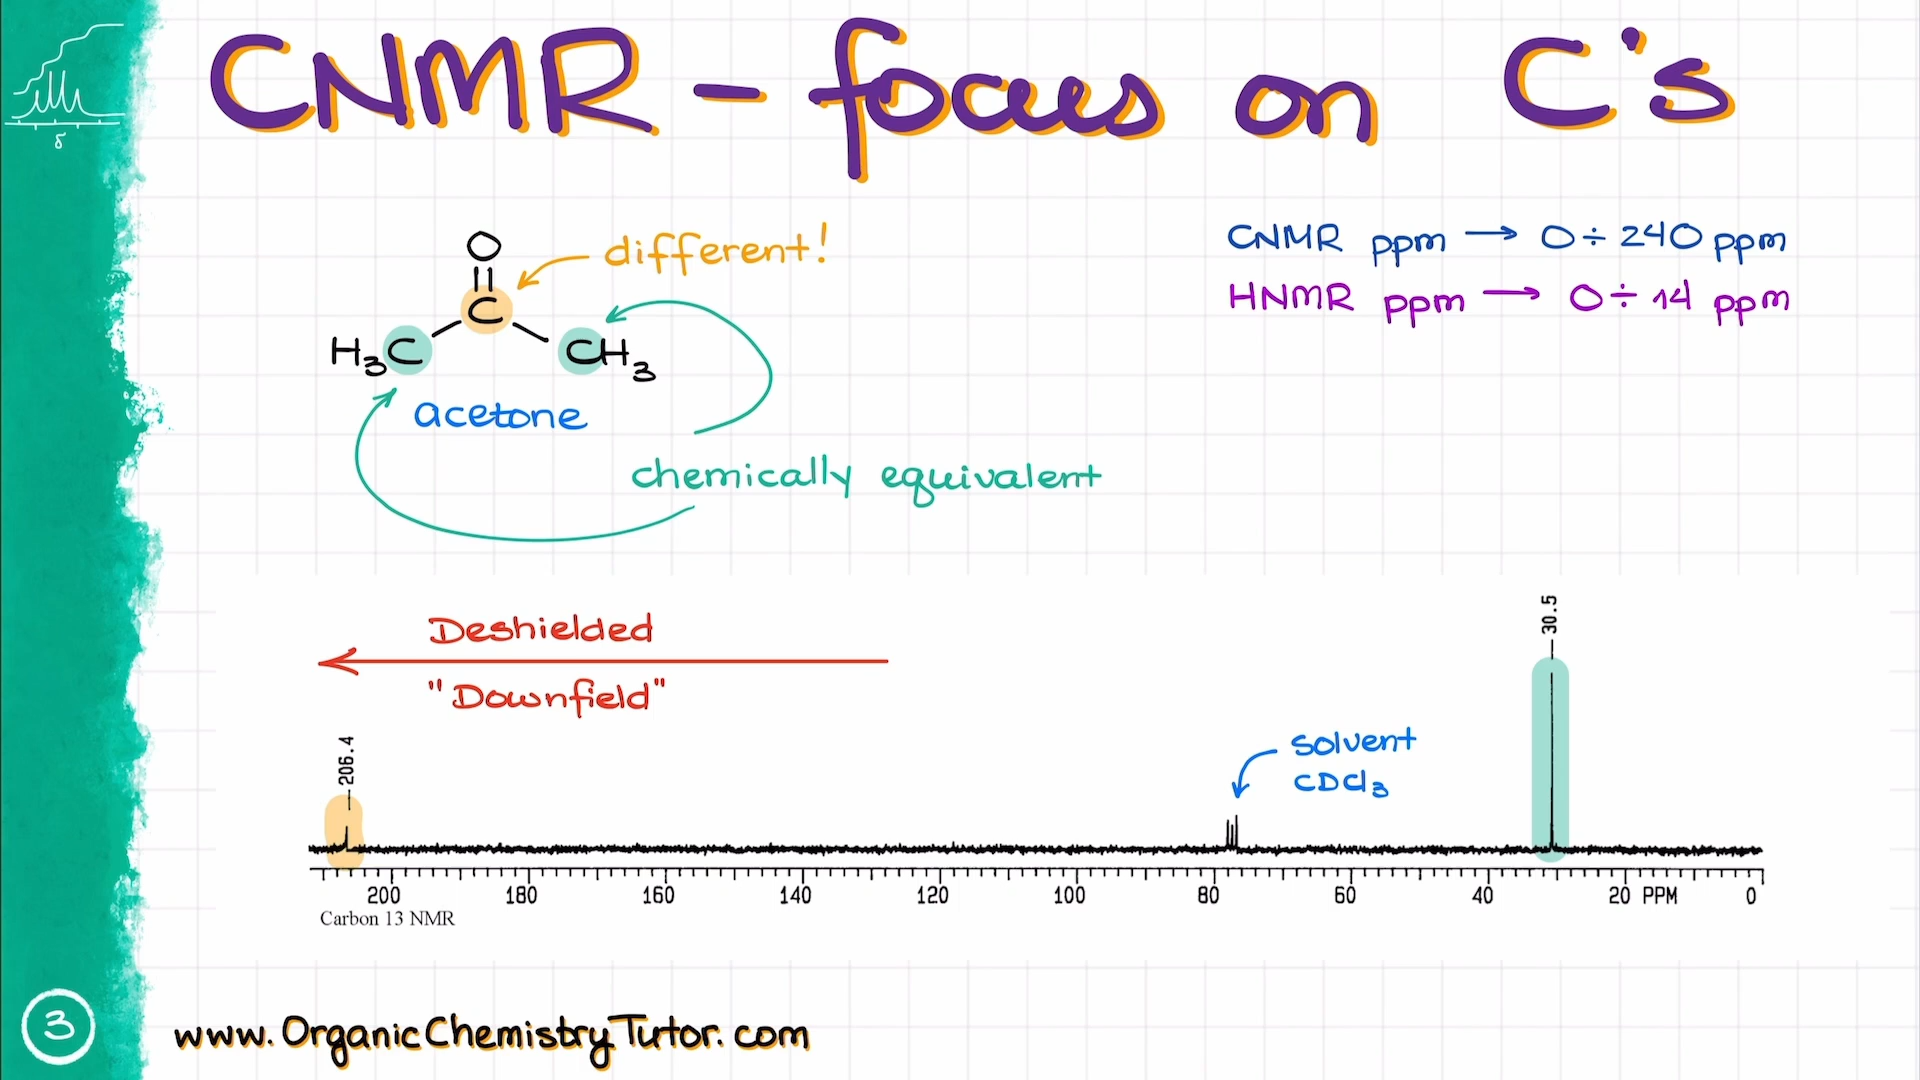 δ
CNMR - focus on C's
O
C
H3C CH3
different!
acetone
chemically equivalent
CNMR ppm → 0 ÷ 240 ppm
HNMR ppm → 0 ÷ 14 ppm
Deshielded
"Downfield"
206.4
solvent
CDCl3
30.5
200 180 160 140 120 100 80 60 40 20 PPM 0
Carbon 13 NMR
3
www.OrganicChemistryTutor.com